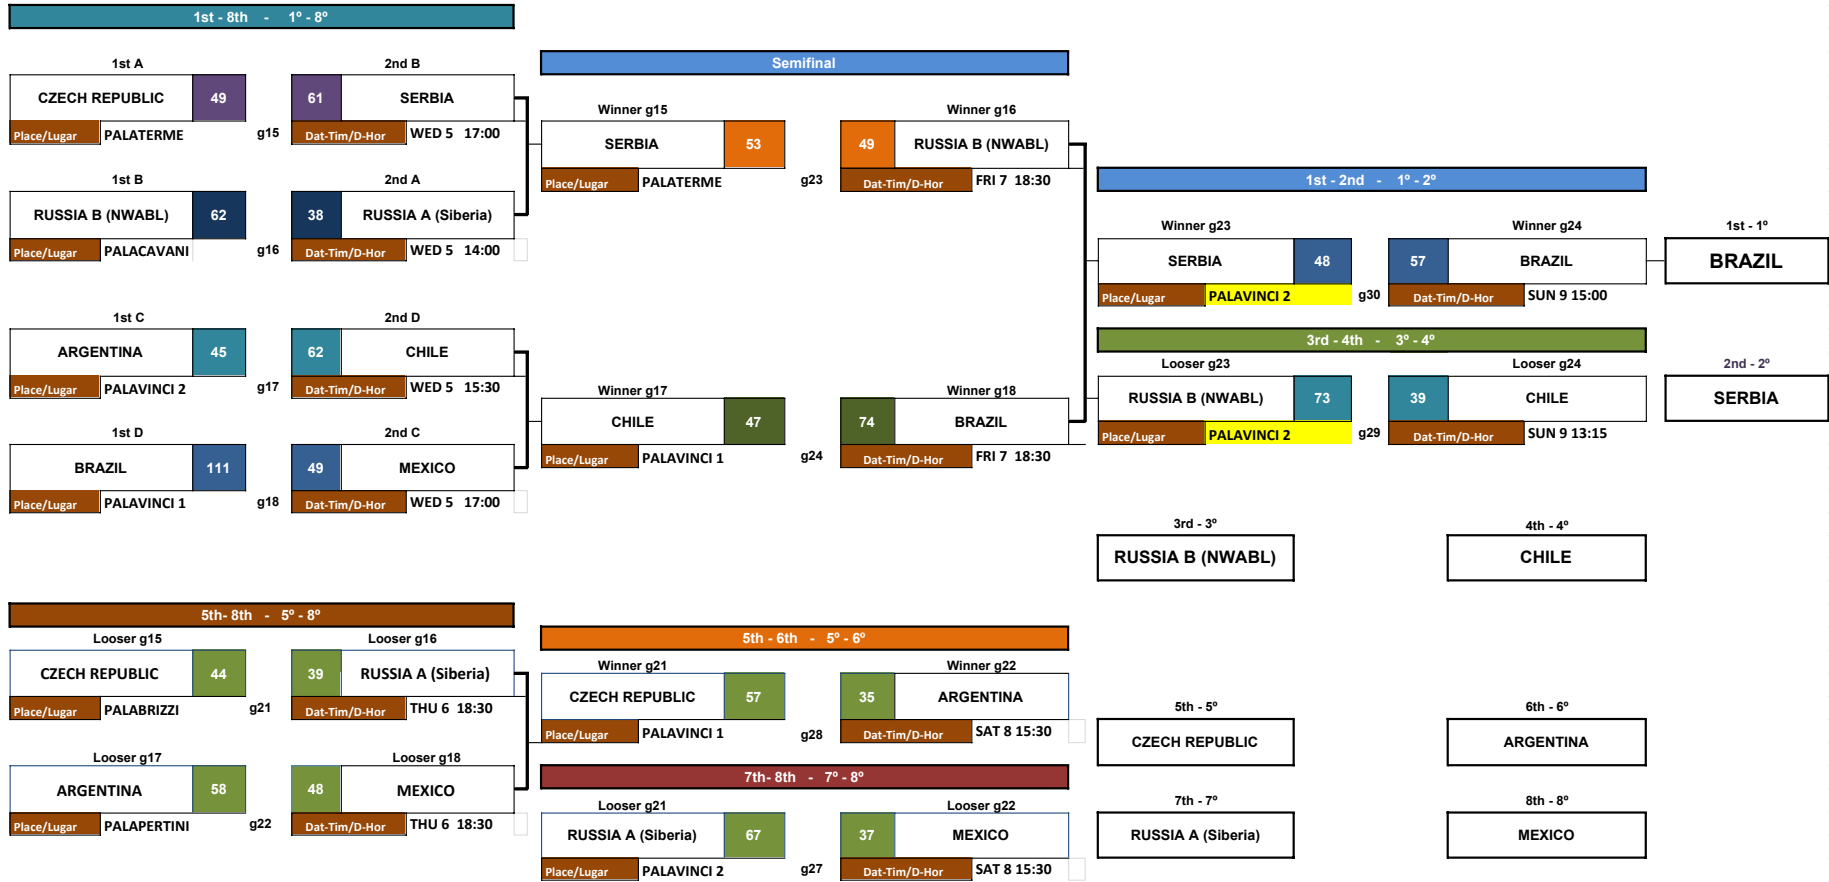 1st - 8th - 1º - 8º
1st A 2nd B
CZECH REPUBLIC 49 61 SERBIA
Place/Lugar PALATERME g15 Dat-Tim/D-Hor WED 5 17:00
1st B 2nd A
RUSSIA B (NWABL) 62 38 RUSSIA A (Siberia)
Place/Lugar PALACAVANI g16 Dat-Tim/D-Hor WED 5 14:00
1st C 2nd D
ARGENTINA 45 62 CHILE
Place/Lugar PALAVINCI 2 g17 Dat-Tim/D-Hor WED 5 15:30
1st D 2nd C
BRAZIL 111 49 MEXICO
Place/Lugar PALAVINCI 1 g18 Dat-Tim/D-Hor WED 5 17:00
Semifinal
Winner g15 Winner g16
SERBIA 53 49 RUSSIA B (NWABL)
Place/Lugar PALATERME g23 Dat-Tim/D-Hor FRI 7 18:30
Winner g17 Winner g18
CHILE 47 74 BRAZIL
Place/Lugar PALAVINCI 1 g24 Dat-Tim/D-Hor FRI 7 18:30
1st - 2nd - 1º - 2º
Winner g23 Winner g24
SERBIA 48 57 BRAZIL
Place/Lugar PALAVINCI 2 g30 Dat-Tim/D-Hor SUN 9 15:00
3rd - 4th - 3º - 4º
Looser g23 Looser g24
RUSSIA B (NWABL) 73 39 CHILE
Place/Lugar PALAVINCI 2 g29 Dat-Tim/D-Hor SUN 9 13:15
1st - 1º
BRAZIL
2nd - 2º
SERBIA
3rd - 3º 4th - 4º
RUSSIA B (NWABL) CHILE
5th- 8th - 5º - 8º
Looser g15 Looser g16
CZECH REPUBLIC 44 39 RUSSIA A (Siberia)
Place/Lugar PALABRIZZI g21 Dat-Tim/D-Hor THU 6 18:30
Looser g17 Looser g18
ARGENTINA 58 48 MEXICO
Place/Lugar PALAPERTINI g22 Dat-Tim/D-Hor THU 6 18:30
5th - 6th - 5º - 6º
Winner g21 Winner g22
CZECH REPUBLIC 57 35 ARGENTINA
Place/Lugar PALAVINCI 1 g28 Dat-Tim/D-Hor SAT 8 15:30
7th- 8th - 7º - 8º
Looser g21 Looser g22
RUSSIA A (Siberia) 67 37 MEXICO
Place/Lugar PALAVINCI 2 g27 Dat-Tim/D-Hor SAT 8 15:30
5th - 5º 6th - 6º
CZECH REPUBLIC ARGENTINA
7th - 7º 8th - 8º
RUSSIA A (Siberia) MEXICO